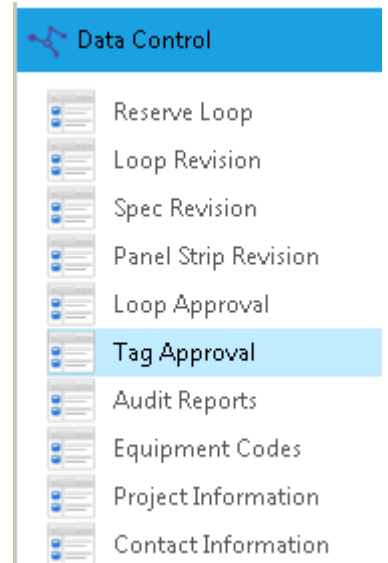 Data Control
Reserve Loop
Loop Revision
Spec Revision
Panel Strip Revision
Loop Approval
Tag Approval
Audit Reports
Equipment Codes
Project Information
Contact Information